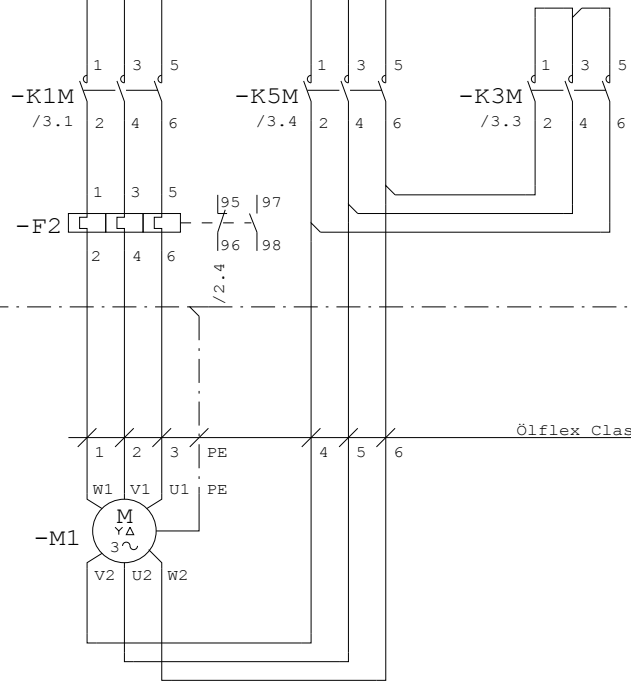 1 3 5 1 3 5 1 3 5
-K1M -K5M -K3M
/3.1 2 4 6 /3.4 2 4 6 /3.3 2 4 6
1 3 5 95 97
-F2
2 4 6 96 98
/2.4
Ölflex Clas
1 2 3 PE 4 5 6
W1 V1 U1 PE
M
-M1 Y Δ
3~
V2 U2 W2